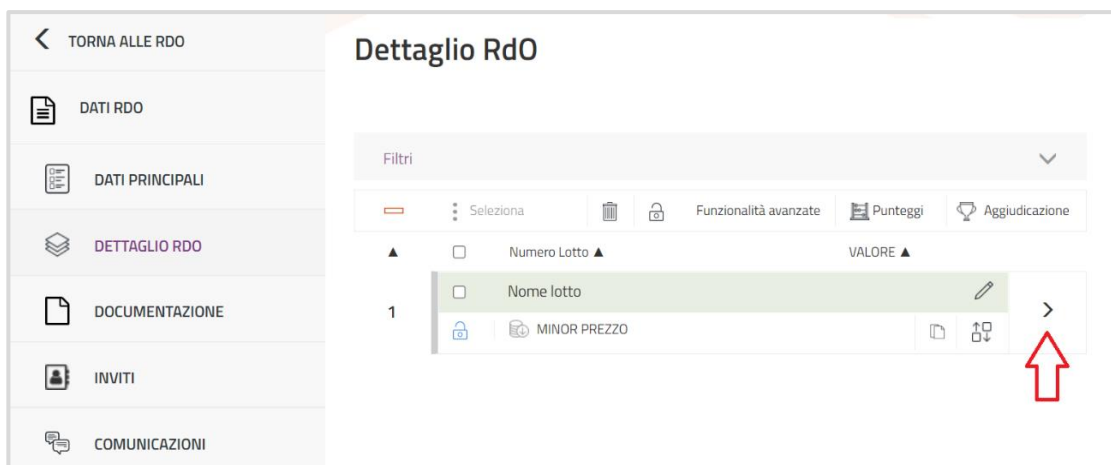 TORNA ALLE RDO
DATI RDO
DATI PRINCIPALI
DETTAGLIO RDO
DOCUMENTAZIONE
INVITI
COMUNICAZIONI
Dettaglio RdO
Filtri
Seleziona Funzionalità avanzate Punteggi Aggiudicazione
▲ Numero Lotto ▲ VALORE ▲
Nome lotto
1
MINOR PREZZO